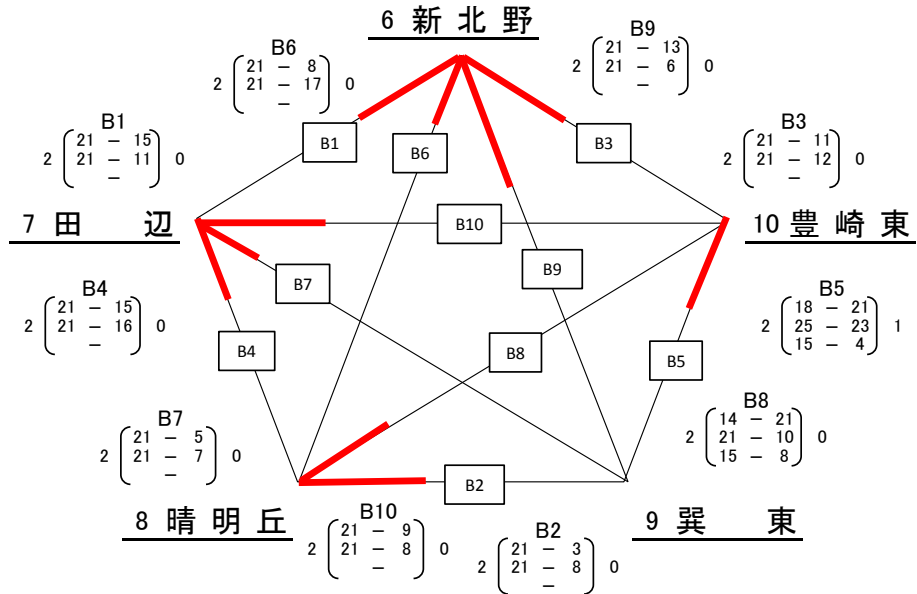 6 新 北 野
B6
2 21 － 8 0
21 － 17
－
B9
2 21 － 13 0
21 － 6
－
B1
2 21 － 15 0
21 － 11
－
B1
B6
B3
B3
2 21 － 11 0
21 － 12
－
7 田 辺
B10
10 豊 崎 東
B7
B9
B4
2 21 － 15 0
21 － 16
－
B5
2 18 － 21 1
25 － 23
15 － 4
B4
B8
B5
B7
2 21 － 5 0
21 － 7
－
B8
2 14 － 21 0
21 － 10
15 － 8
B2
8 晴 明 丘
B10
2 21 － 9 0
21 － 8
－
B2
2 21 － 3 0
21 － 8
－
9 巽 東